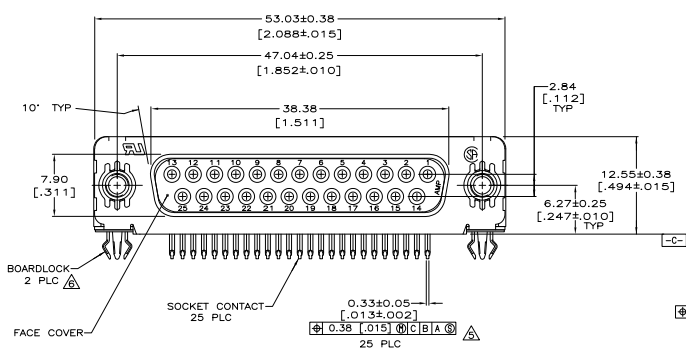 53.03±0.38
[2.088±.015]
47.04±0.25
[1.852±.010]
2.84
[.112]
TYP
10° TYP
38.38
[1.511]
13 12 11 10 9 8 7 6 5 4 3 2 1
7.90
[.311]
12.55±0.38
[.494±.015]
AMP
25 24 23 22 21 20 19 18 17 16 15 14
6.27±0.25
[.247±.010]
TYP
-C-
BOARDLOCK
2 PLC 6
SOCKET CONTACT
25 PLC
0.33±0.05
[.013±.002]
⌖ 0.38 [.015] Ⓜ C B A Ⓢ 5
25 PLC
FACE COVER
⌖